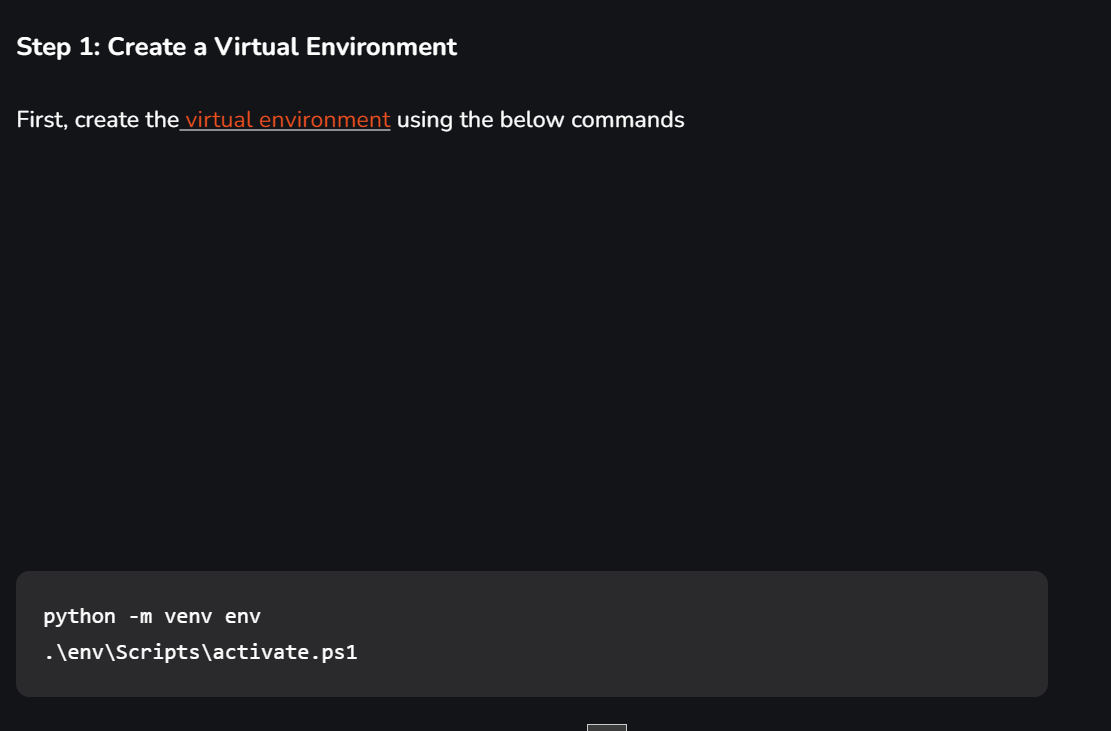 Step 1: Create a Virtual Environment
First, create the virtual environment using the below commands
python -m venv env
.\env\Scripts\activate.ps1